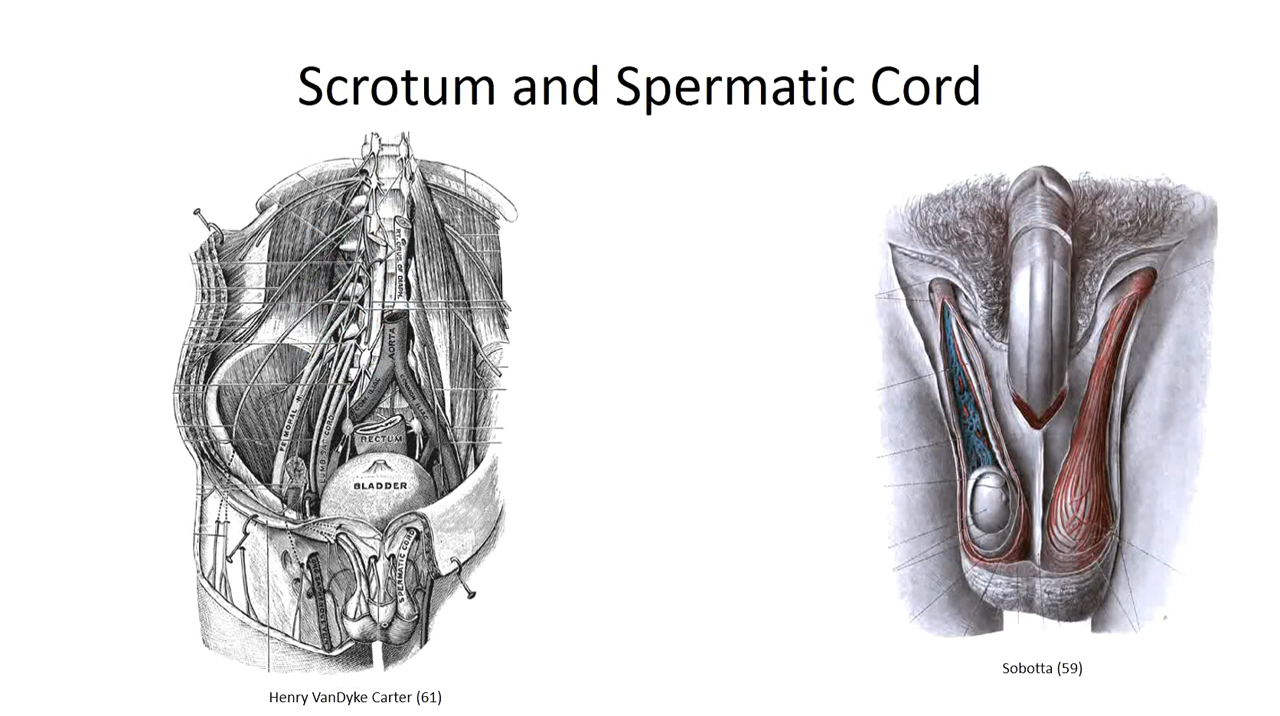 Scrotum and Spermatic Cord
AORTA
RECTUM
BLADDER
SPERMATIC CORD
Sobotta (59)
Henry VanDyke Carter (61)